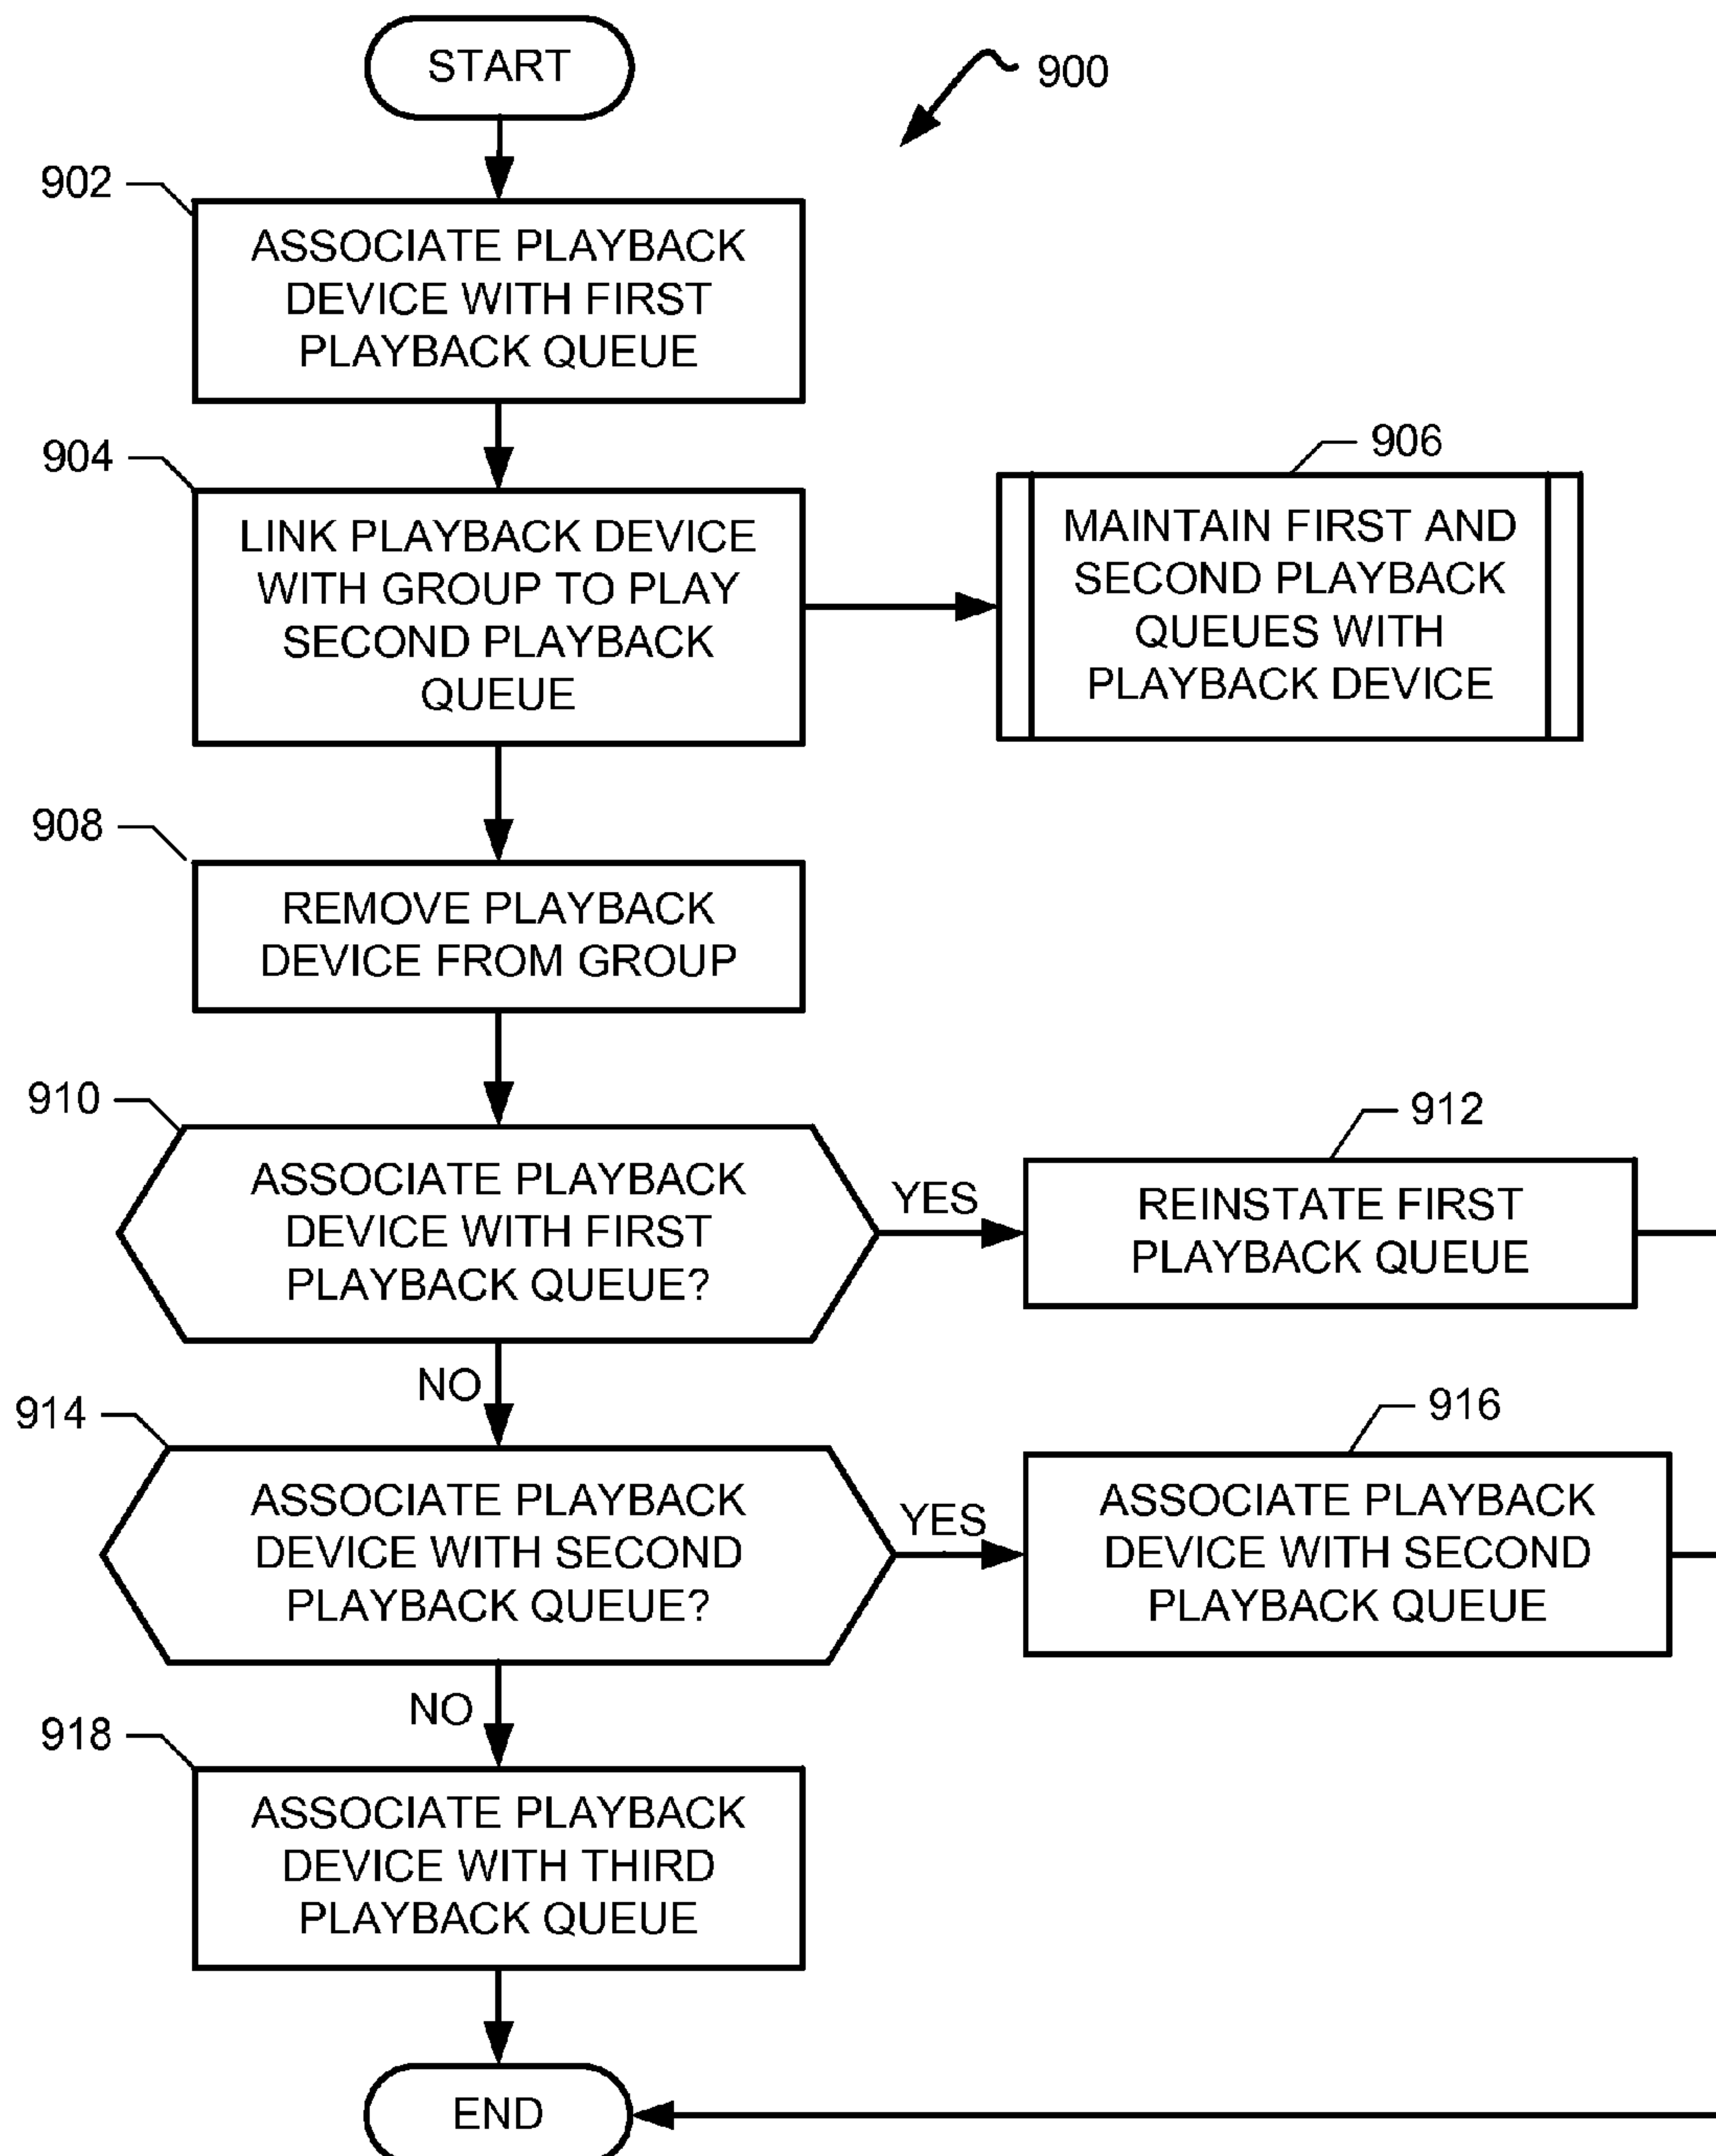 START
900
902
ASSOCIATE PLAYBACK
DEVICE WITH FIRST
PLAYBACK QUEUE
904
LINK PLAYBACK DEVICE
WITH GROUP TO PLAY
SECOND PLAYBACK
QUEUE
906
MAINTAIN FIRST AND
SECOND PLAYBACK
QUEUES WITH
PLAYBACK DEVICE
908
REMOVE PLAYBACK
DEVICE FROM GROUP
910
ASSOCIATE PLAYBACK
DEVICE WITH FIRST
PLAYBACK QUEUE?
YES
912
REINSTATE FIRST
PLAYBACK QUEUE
NO
914
ASSOCIATE PLAYBACK
DEVICE WITH SECOND
PLAYBACK QUEUE?
YES
916
ASSOCIATE PLAYBACK
DEVICE WITH SECOND
PLAYBACK QUEUE
NO
918
ASSOCIATE PLAYBACK
DEVICE WITH THIRD
PLAYBACK QUEUE
END